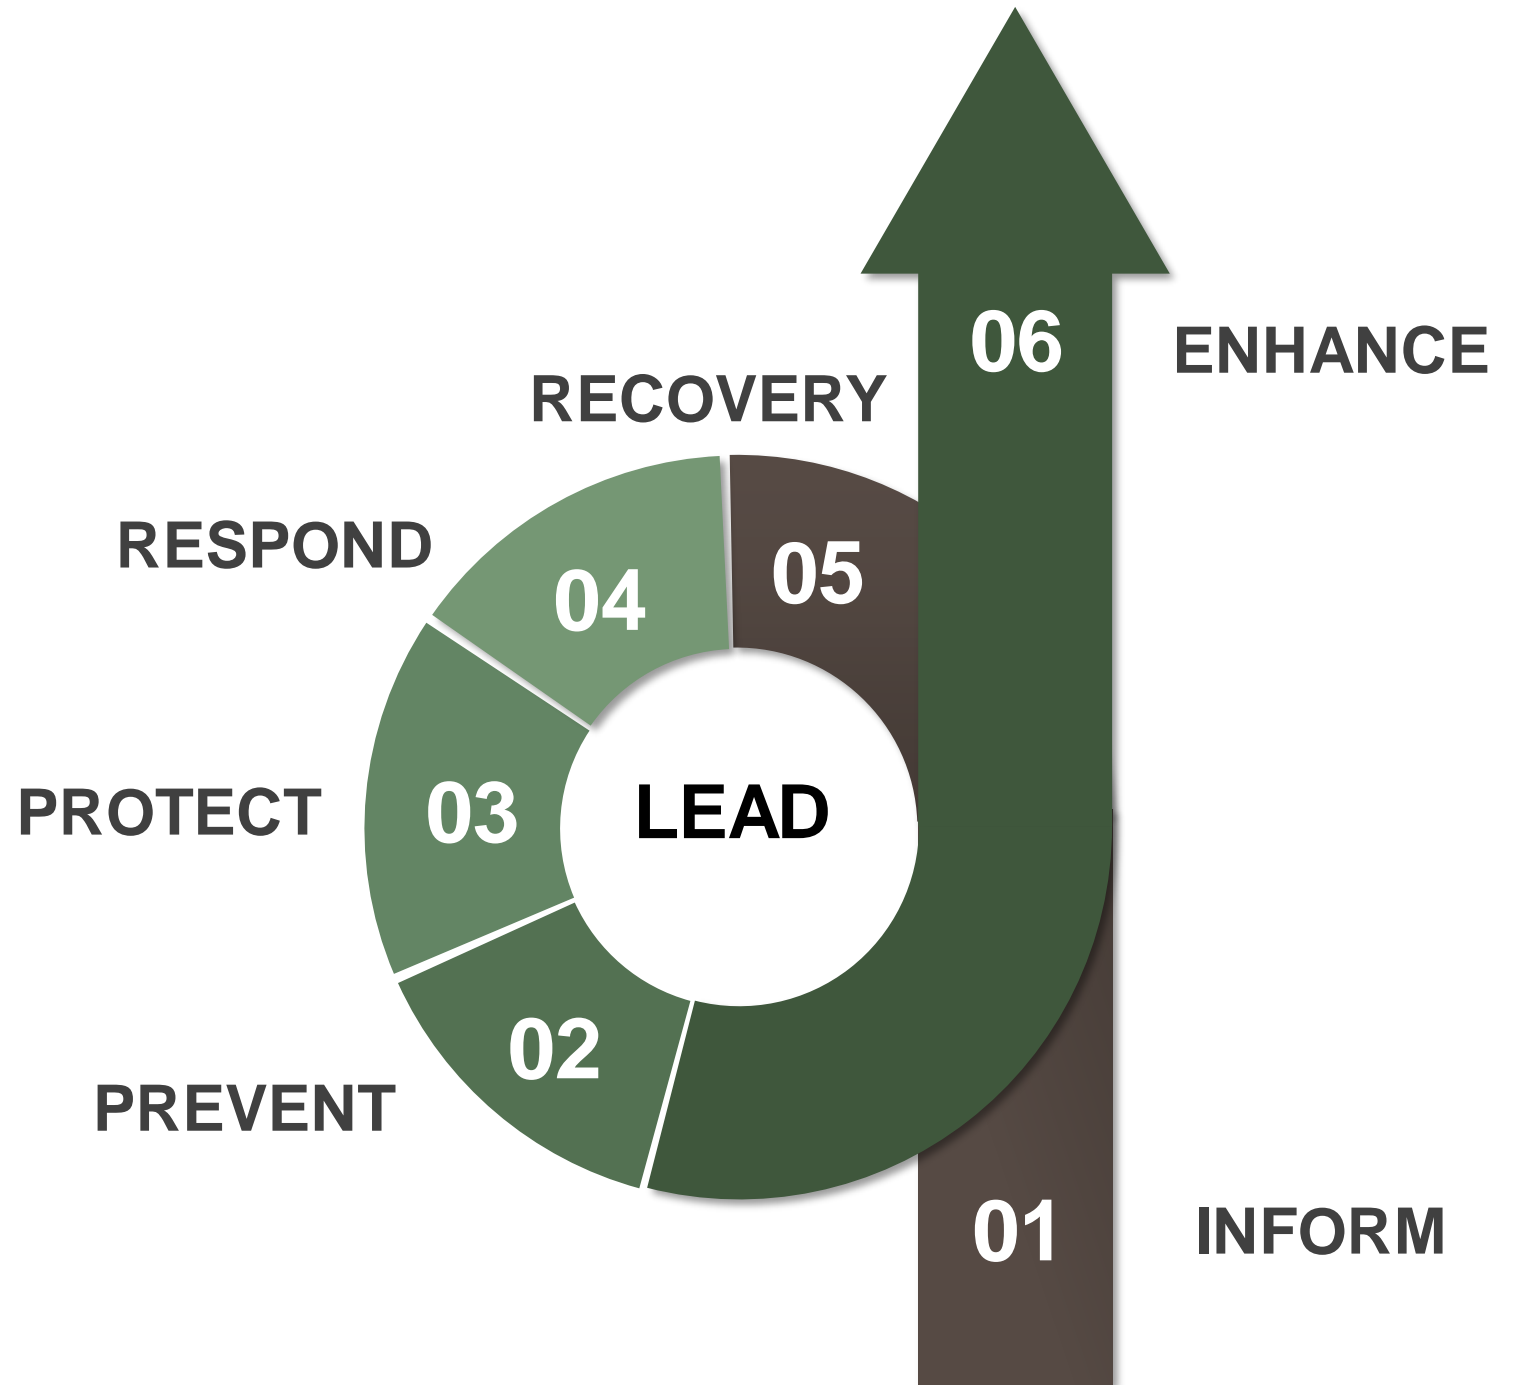 06
ENHANCE
RECOVERY
RESPOND
05
04
PROTECT
03
LEAD
02
PREVENT
01
INFORM